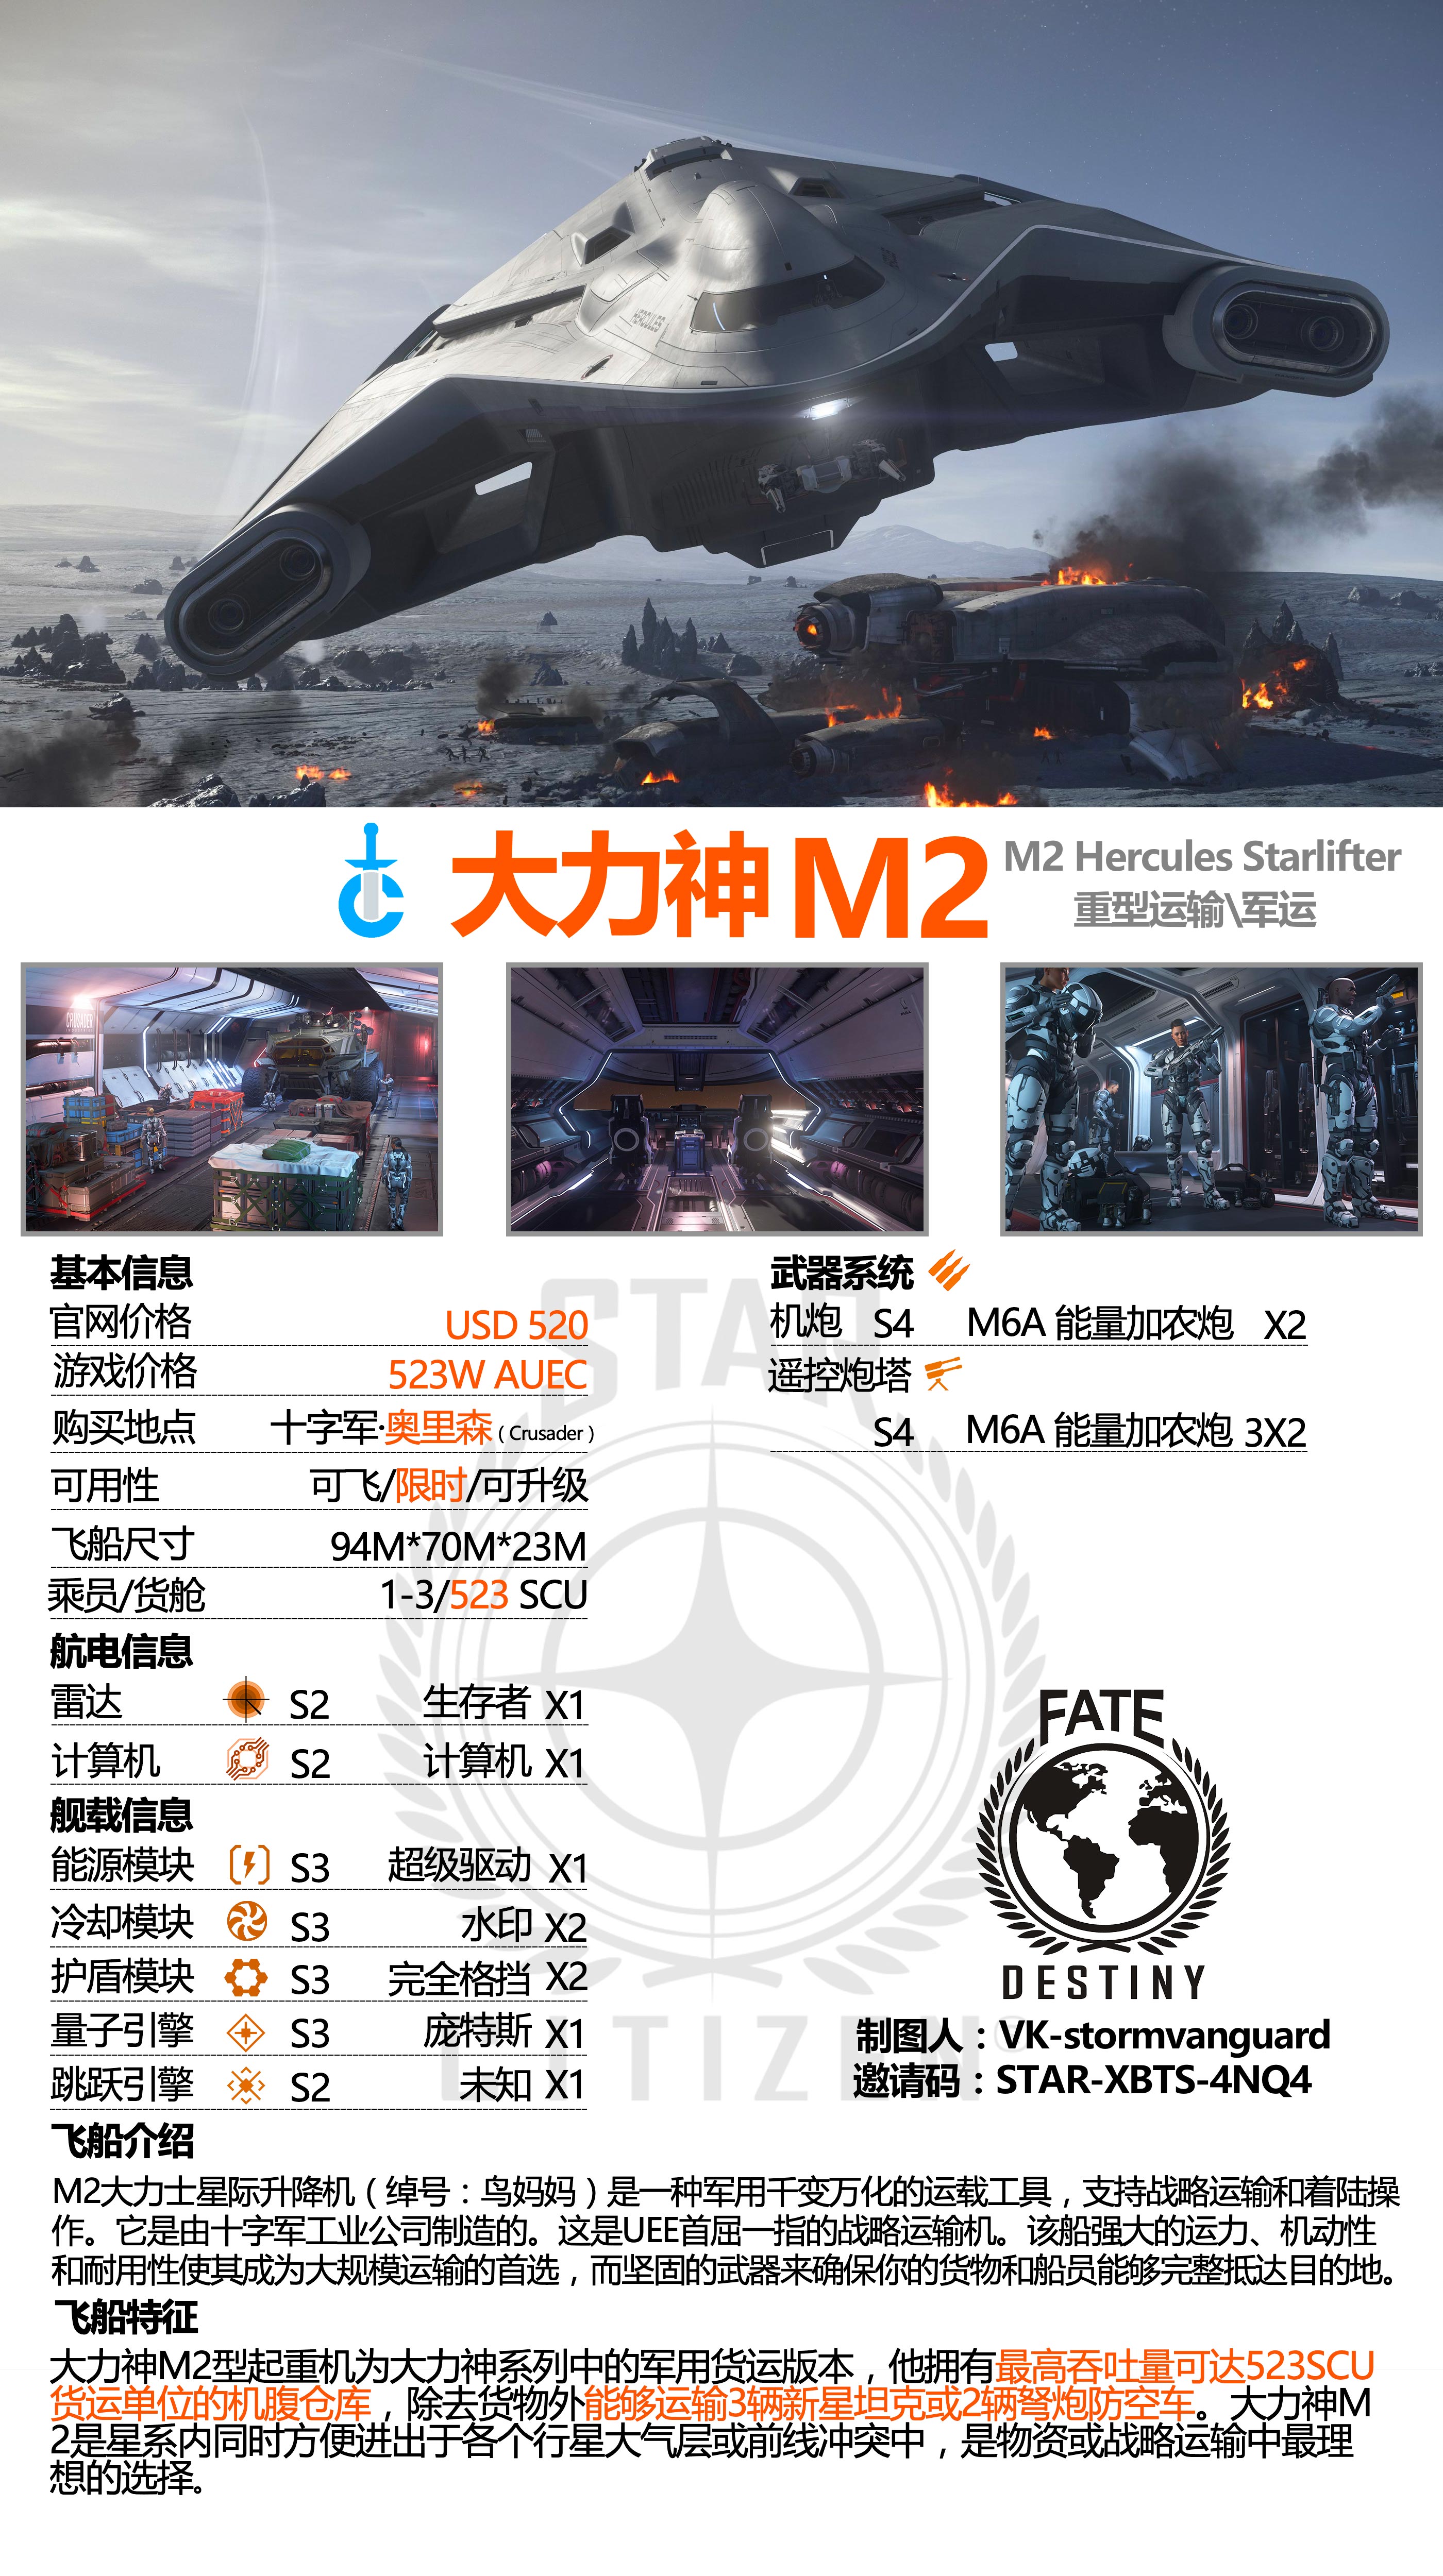 大力神 M2
M2 Hercules Starlifter
重型运输\军运
CRUSADER
基本信息
官网价格 USD 520
游戏价格 523W AUEC
购买地点 十字军·奥里森(Crusader)
可用性 可飞/限时/可升级
飞船尺寸 94M*70M*23M
乘员/货舱 1-3/523 SCU
航电信息
雷达 S2 生存者 X1
计算机 S2 计算机 X1
舰载信息
能源模块 S3 超级驱动 X1
冷却模块 S3 水印 X2
护盾模块 S3 完全格挡 X2
量子引擎 S3 庞特斯 X1
跳跃引擎 S2 未知 X1
武器系统
机炮 S4 M6A 能量加农炮 X2
遥控炮塔
S4 M6A 能量加农炮 3X2
STAR
CITIZEN
FATE
DESTINY
制图人：VK-stormvanguard
邀请码：STAR-XBTS-4NQ4
飞船介绍
M2大力士星际升降机（绰号：鸟妈妈）是一种军用千变万化的运载工具，支持战略运输和着陆操
作。它是由十字军工业公司制造的。这是UEE首屈一指的战略运输机。该船强大的运力、机动性
和耐用性使其成为大规模运输的首选，而坚固的武器来确保你的货物和船员能够完整抵达目的地。
飞船特征
大力神M2型起重机为大力神系列中的军用货运版本，他拥有最高吞吐量可达523SCU
货运单位的机腹仓库，除去货物外能够运输3辆新星坦克或2辆弩炮防空车。大力神M
2是星系内同时方便进出于各个行星大气层或前线冲突中，是物资或战略运输中最理
想的选择。